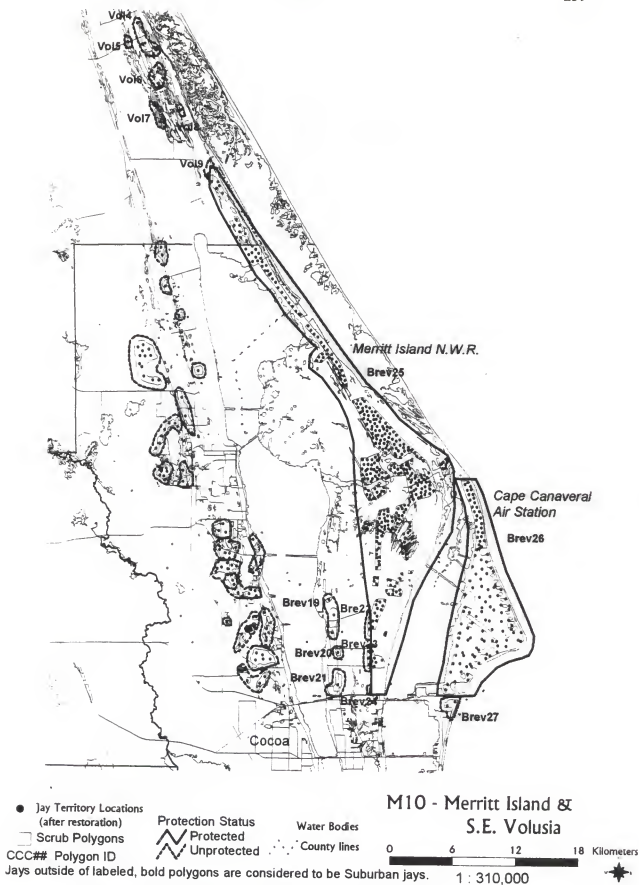 Vol4
Vol5
Vol6
Vol7
Vol9
Merritt Island N.W.R.
Brev25
Cape Canaveral
Air Station
Brev26
Brev19
Brev20
Brev21
Brev27
Cocoa
M10 - Merritt Island &
S.E. Volusia
Jay Territory Locations
(after restoration)
Scrub Polygons
CCC## Polygon ID
Protection Status
Protected
Unprotected
Water Bodies
County lines
0 6 12 18 Kilometers
1 : 310,000
Jays outside of labeled, bold polygons are considered to be Suburban jays.